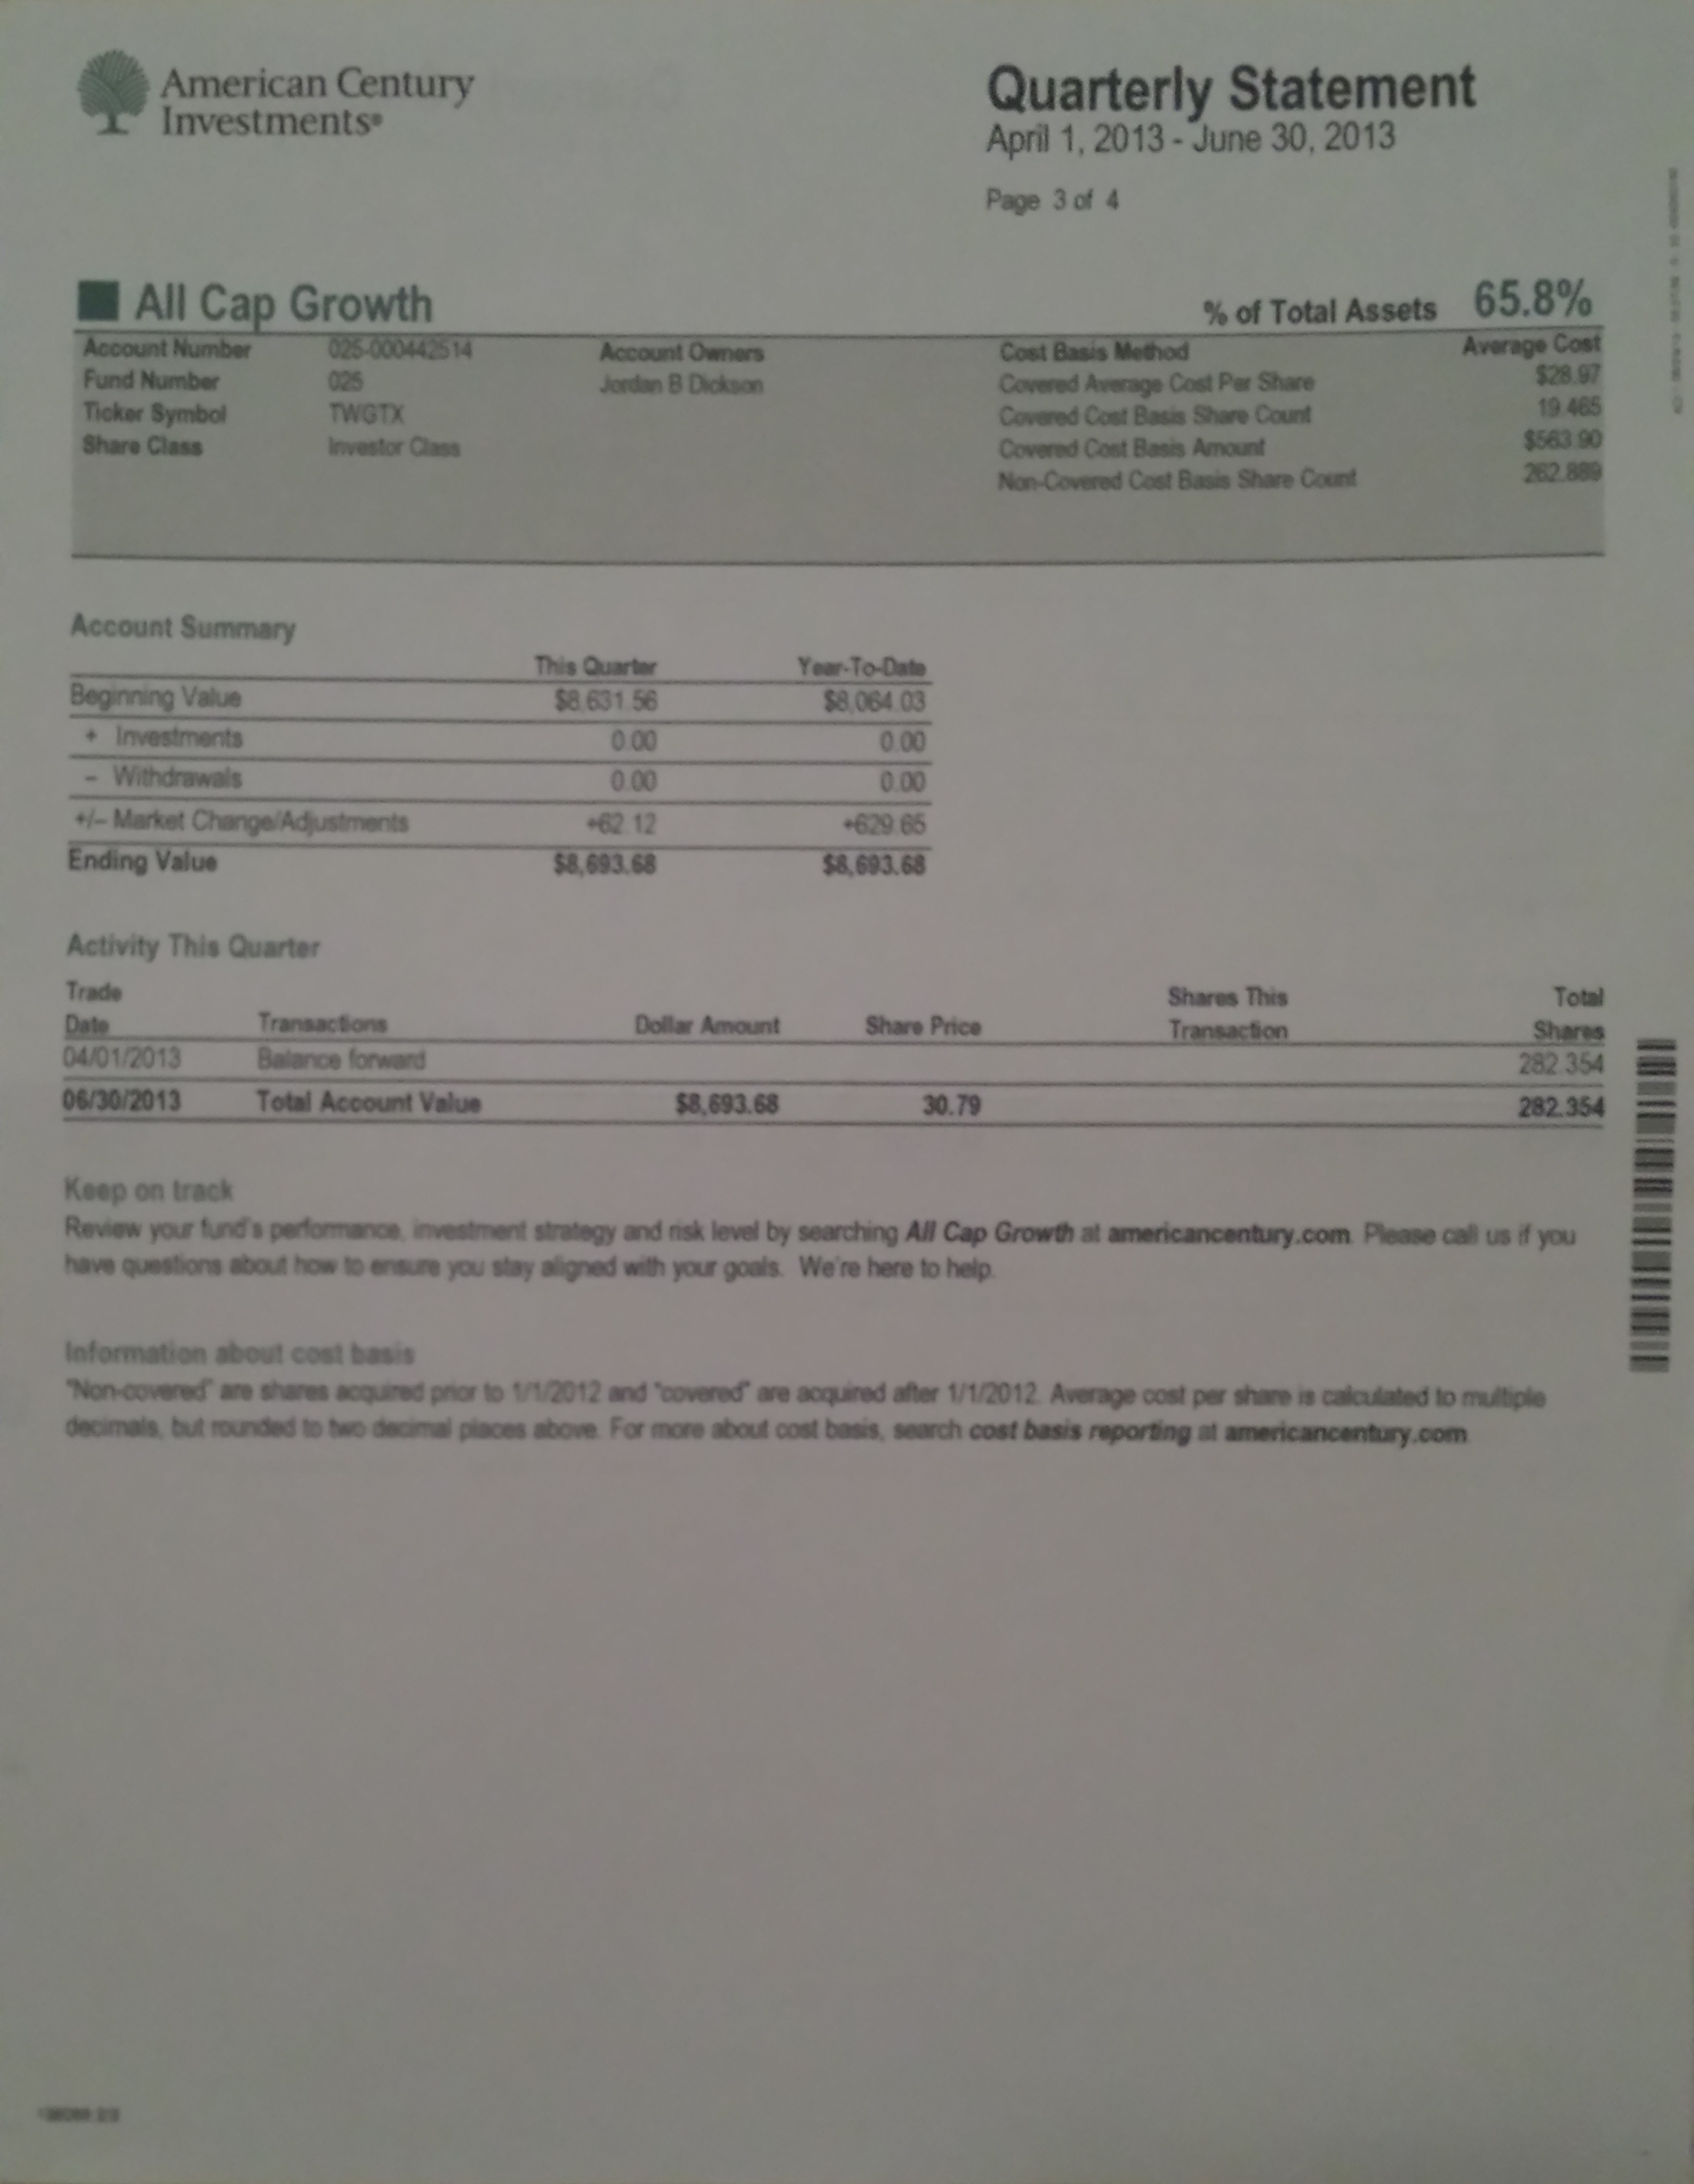 American Century
Investments®
Quarterly Statement
April 1, 2013 - June 30, 2013
Page 3 of 4
All Cap Growth % of Total Assets 65.8%
Account Number 025-000442514 Account Owners Cost Basis Method Average Cost
Fund Number 025 Jordan B Dickson Covered Average Cost Per Share $28.97
Ticker Symbol TWGTX Covered Cost Basis Share Count 19.465
Share Class Investor Class Covered Cost Basis Amount $563.90
Non-Covered Cost Basis Share Count 262.889
Account Summary
This Quarter Year-To-Date
Beginning Value $8,631.56 $8,064.03
+ Investments 0.00 0.00
– Withdrawals 0.00 0.00
+/– Market Change/Adjustments +62.12 +629.65
Ending Value $8,693.68 $8,693.68
Activity This Quarter
Trade Shares This Total
Date Transactions Dollar Amount Share Price Transaction Shares
04/01/2013 Balance forward 282.354
06/30/2013 Total Account Value $8,693.68 30.79 282.354
Keep on track
Review your fund's performance, investment strategy and risk level by searching All Cap Growth at americancentury.com. Please call us if you
have questions about how to ensure you stay aligned with your goals. We're here to help.
Information about cost basis
"Non-covered" are shares acquired prior to 1/1/2012 and "covered" are acquired after 1/1/2012. Average cost per share is calculated to multiple
decimals, but rounded to two decimal places above. For more about cost basis, search cost basis reporting at americancentury.com.